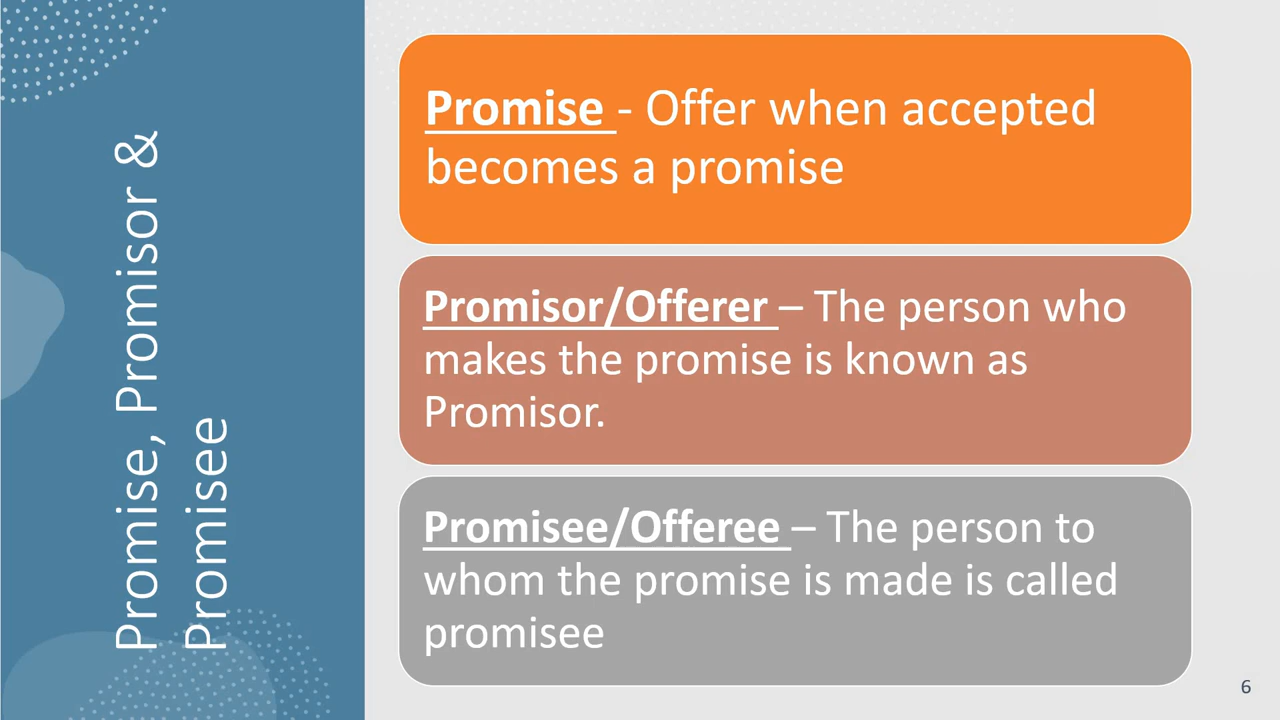 Promise, Promisor &
Promisee
Promise - Offer when accepted
becomes a promise
Promisor/Offerer – The person who
makes the promise is known as
Promisor.
Promisee/Offeree – The person to
whom the promise is made is called
promisee
6